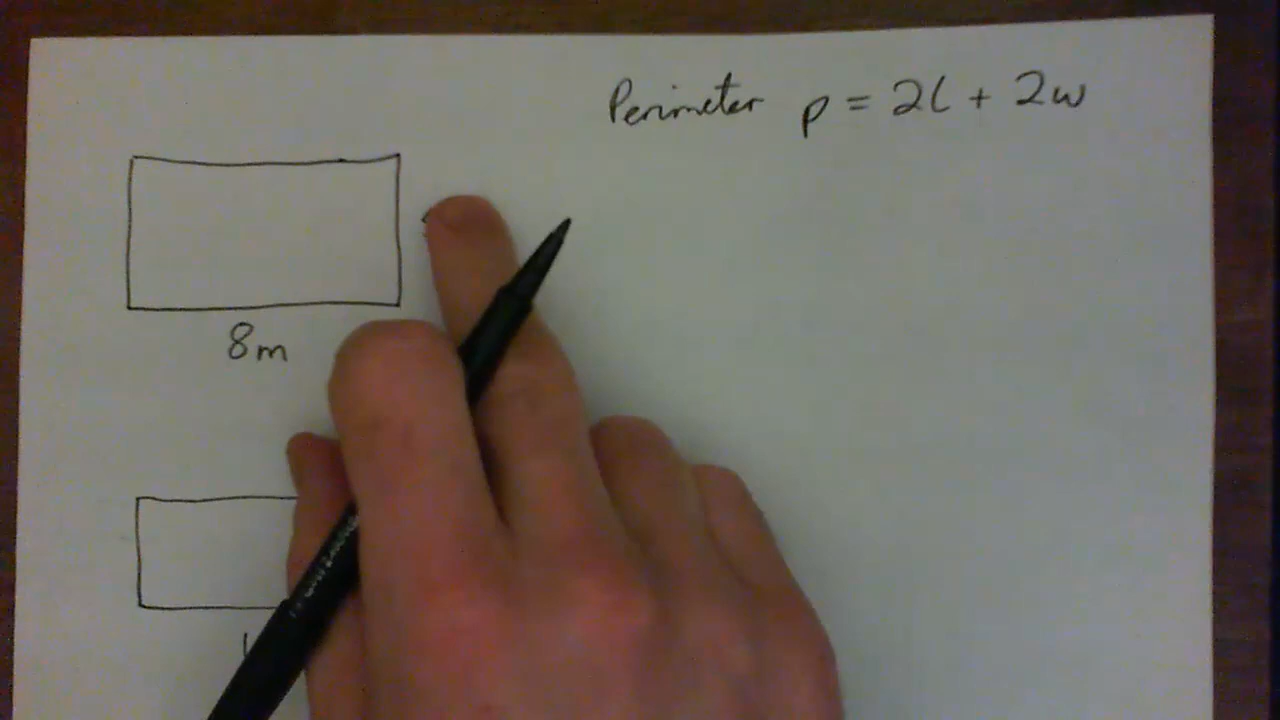 Perimeter p = 2l + 2w
8m